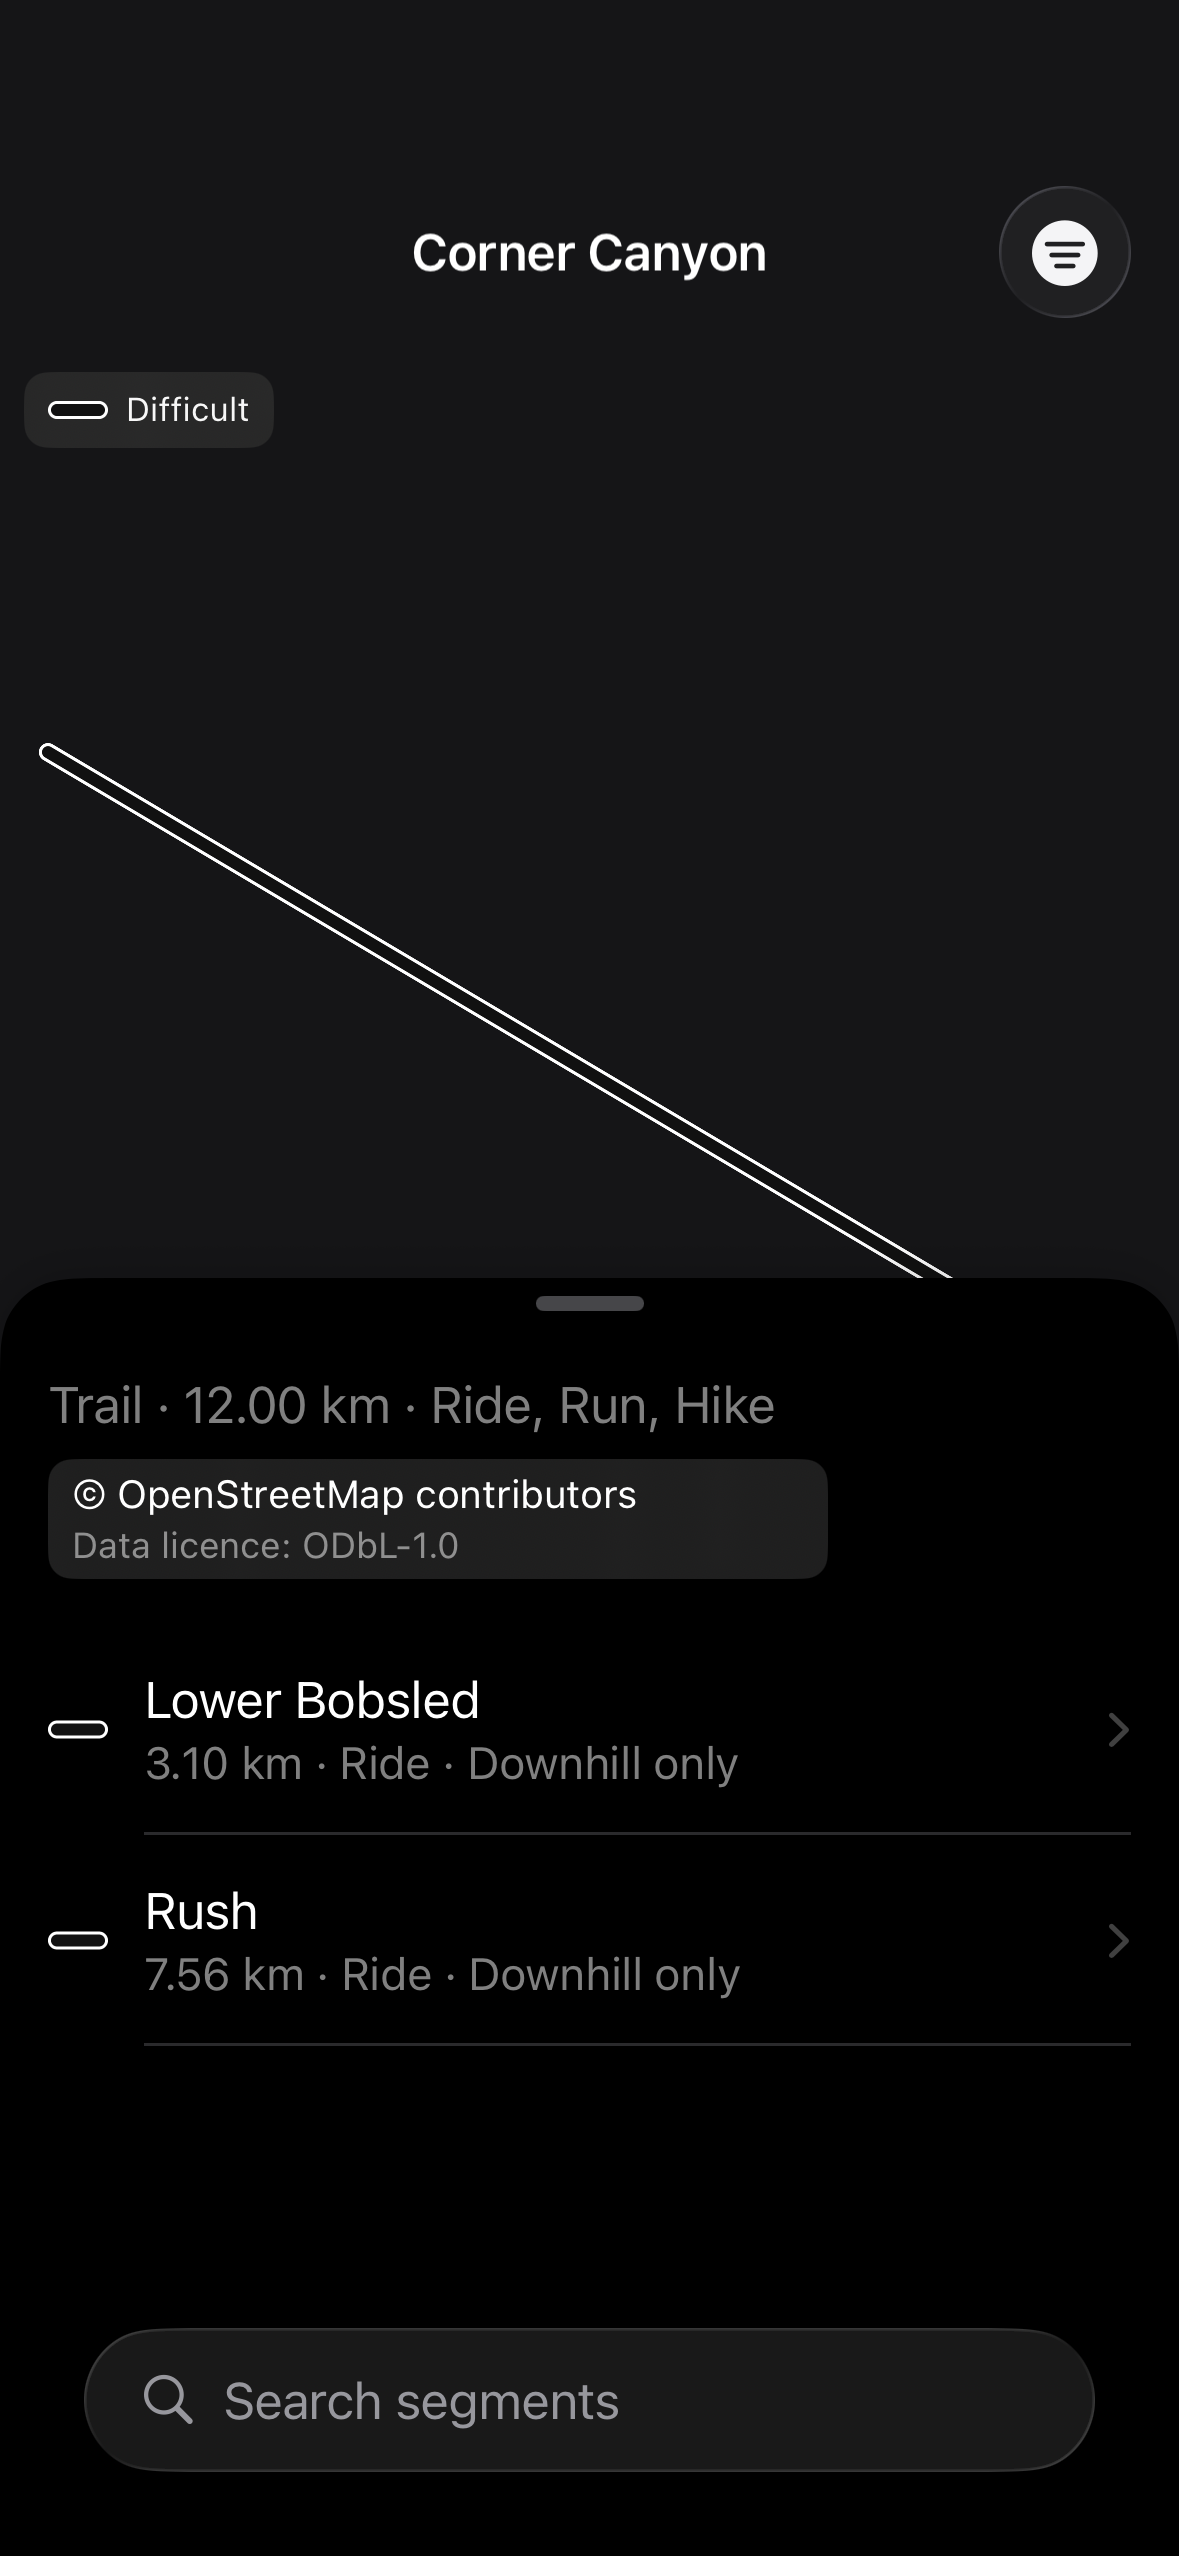 Corner Canyon
Difficult
Trail · 12.00 km · Ride, Run, Hike
© OpenStreetMap contributors
Data licence: ODbL-1.0
Lower Bobsled
3.10 km · Ride · Downhill only
Rush
7.56 km · Ride · Downhill only
Search segments